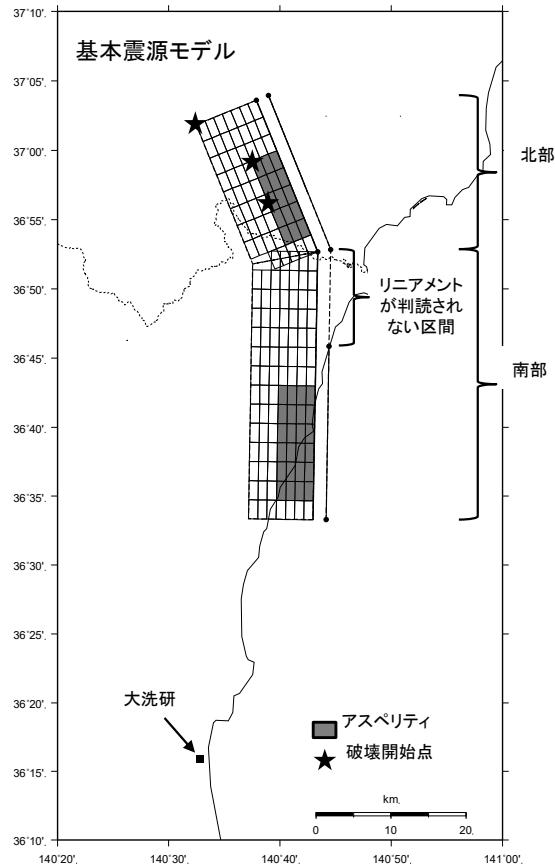 基本震源モデル
37˚10'.
37˚05'.
37˚00'.
36˚55'.
36˚50'.
36˚45'.
36˚40'.
36˚35'.
36˚30'.
36˚25'.
36˚20'.
36˚15'.
36˚10'.
北部
リニアメント
が判読され
ない区間
南部
大洗研
アスペリティ
破壊開始点
km.
0 10 20.
140˚20'. 140˚30'. 140˚40'. 140˚50'. 141˚00'.